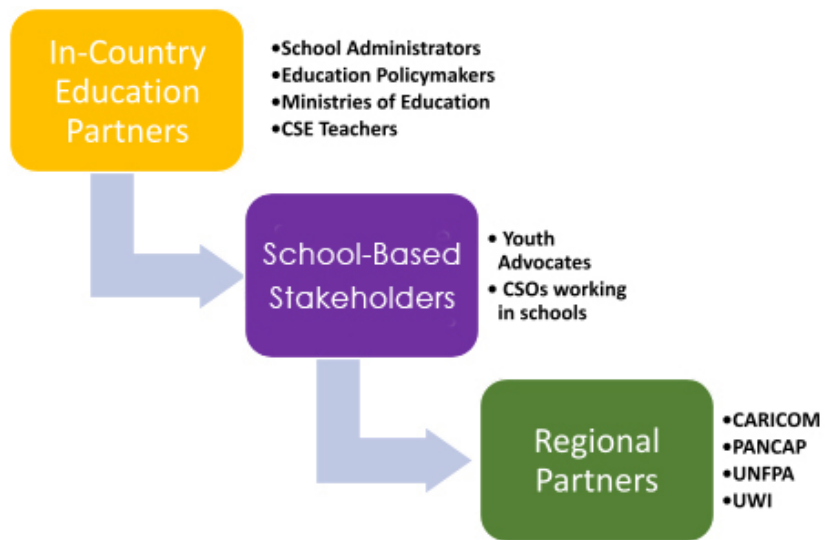 In-Country
Education
Partners
•School Administrators
•Education Policymakers
•Ministries of Education
•CSE Teachers
School-Based
Stakeholders
• Youth
Advocates
• CSOs working
in schools
Regional
Partners
•CARICOM
•PANCAP
•UNFPA
•UWI